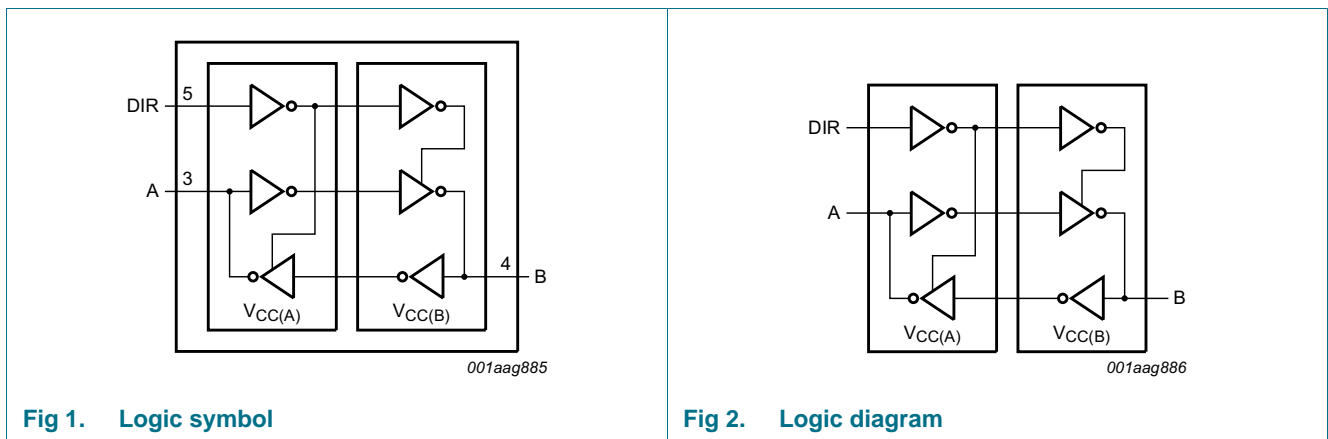 DIR 5
A 3
4 B
VCC(A) VCC(B)
001aag885
Fig 1. Logic symbol
DIR
A
B
VCC(A) VCC(B)
001aag886
Fig 2. Logic diagram